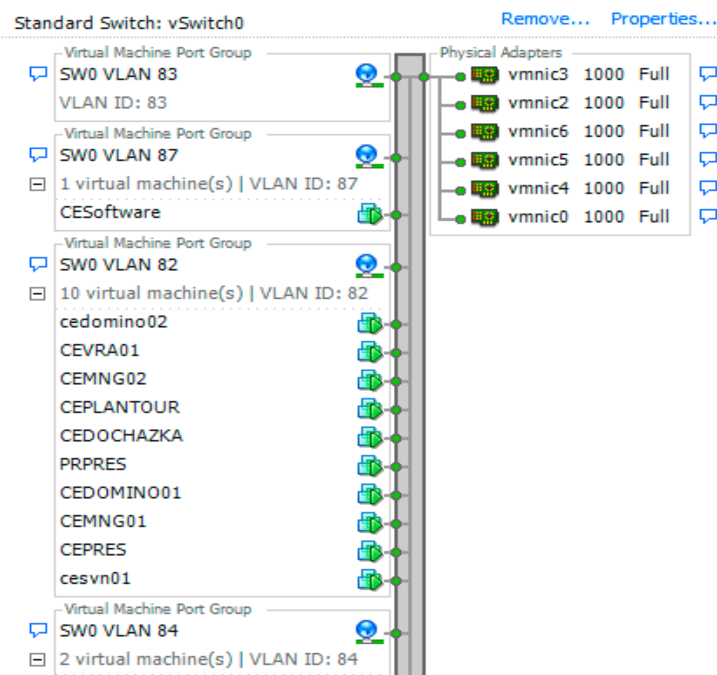 Standard Switch: vSwitch0 Remove... Properties...
Virtual Machine Port Group
SW0 VLAN 83
VLAN ID: 83
Virtual Machine Port Group
SW0 VLAN 87
1 virtual machine(s) | VLAN ID: 87
CESoftware
Virtual Machine Port Group
SW0 VLAN 82
10 virtual machine(s) | VLAN ID: 82
cedomino02
CEVRA01
CEMNG02
CEPLANTOUR
CEDOCHAZKA
PRPRES
CEDOMINO01
CEMNG01
CEPRES
cesvn01
Virtual Machine Port Group
SW0 VLAN 84
2 virtual machine(s) | VLAN ID: 84
Physical Adapters
vmnic3 1000 Full
vmnic2 1000 Full
vmnic6 1000 Full
vmnic5 1000 Full
vmnic4 1000 Full
vmnic0 1000 Full